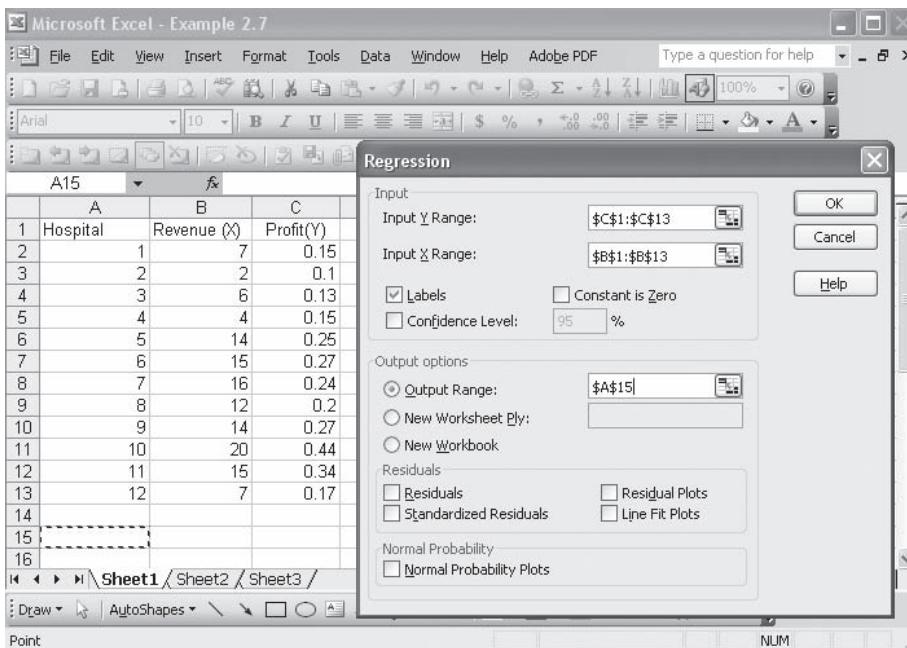 Microsoft Excel - Example 2.7
File Edit View Insert Format Tools Data Window Help Adobe PDF Type a question for help
100%
Arial 10 B I U $ % , .00 A
A15 fx
A B C
1 Hospital Revenue (X) Profit(Y)
2 1 7 0.15
3 2 2 0.1
4 3 6 0.13
5 4 4 0.15
6 5 14 0.25
7 6 15 0.27
8 7 16 0.24
9 8 12 0.2
10 9 14 0.27
11 10 20 0.44
12 11 15 0.34
13 12 7 0.17
14
15
16
Sheet1 / Sheet2 / Sheet3 /
Draw AutoShapes
Point NUM
Regression
Input
Input Y Range: $C$1:$C$13
Input X Range: $B$1:$B$13
Labels Constant is Zero
Confidence Level: 95 %
Output options
Output Range: $A$15
New Worksheet Ply:
New Workbook
Residuals
Residuals Residual Plots
Standardized Residuals Line Fit Plots
Normal Probability
Normal Probability Plots
OK
Cancel
Help